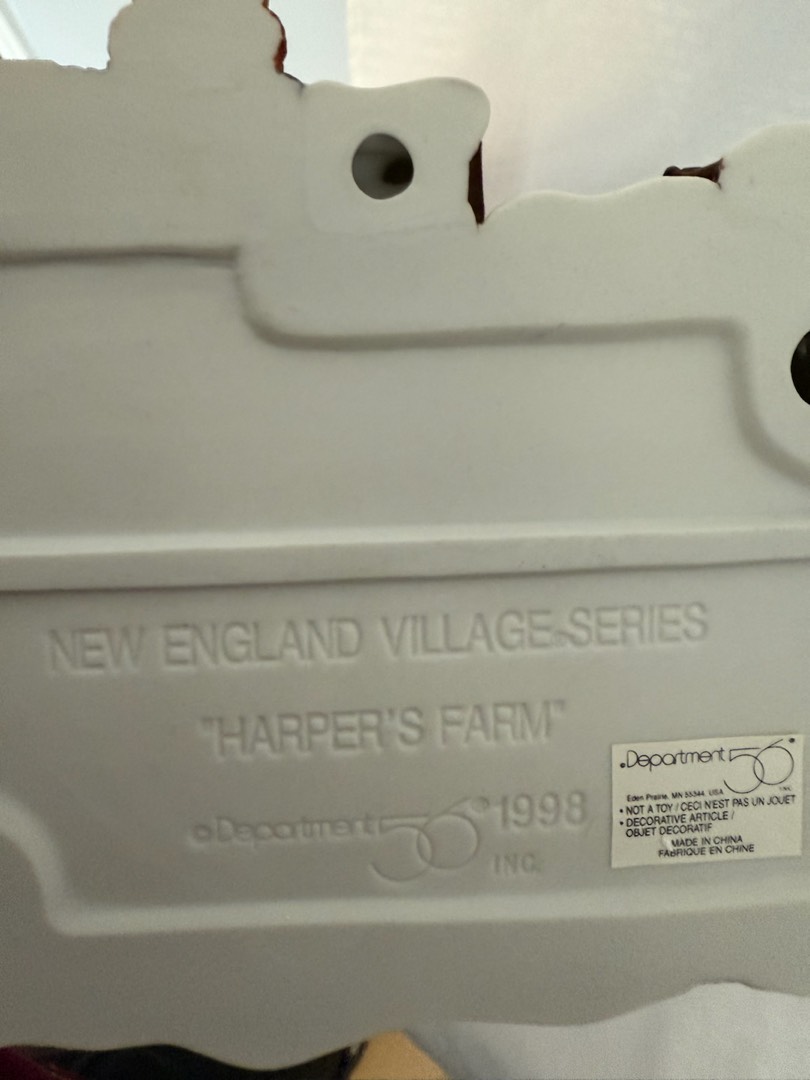 NEW ENGLAND VILLAGE® SERIES
"HARPER'S FARM"
©Department 56® 1998
INC.
Department 56®
INC.
Eden Prairie, MN 55344, USA
• NOT A TOY / CECI N'EST PAS UN JOUET
• DECORATIVE ARTICLE /
OBJET DECORATIF
MADE IN CHINA
FABRIQUE EN CHINE